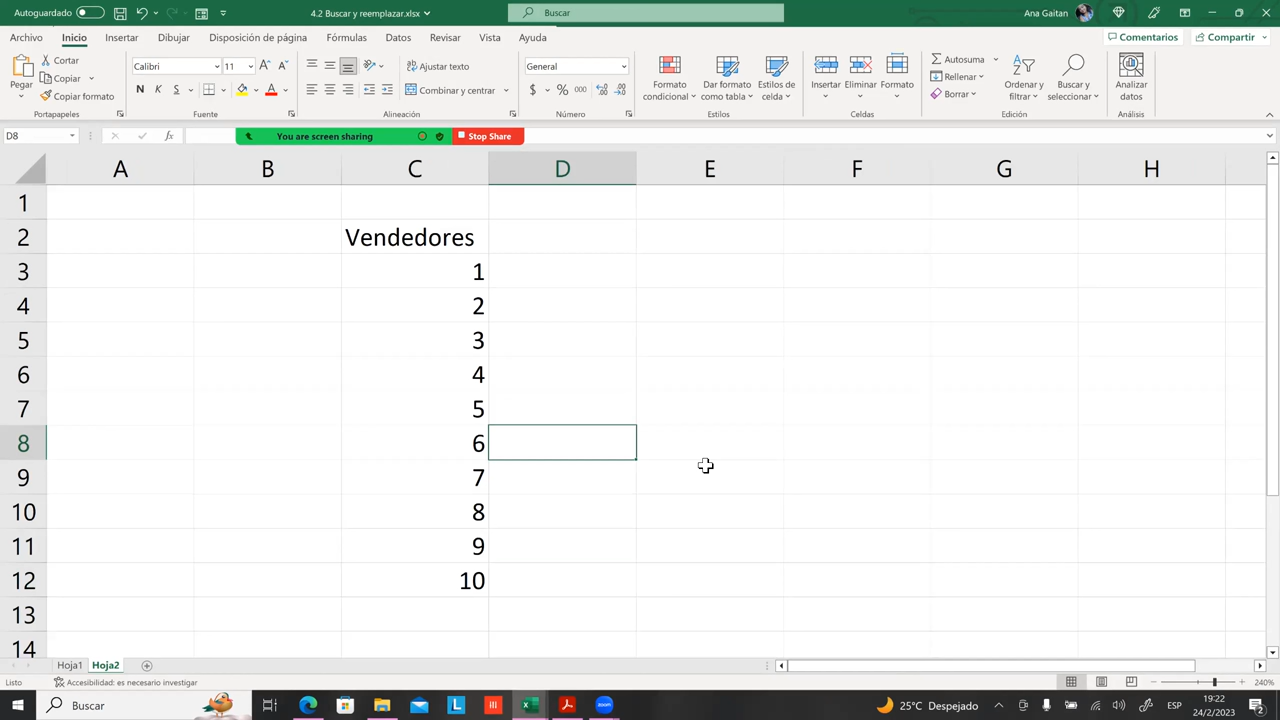 Autoguardado
4.2 Buscar y reemplazar.xlsx
Buscar
Ana Gaitan
Archivo Inicio Insertar Dibujar Disposición de página Fórmulas Datos Revisar Vista Ayuda
Comentarios Compartir
Pegar
Cortar
Copiar
Copiar formato
Portapapeles
Calibri 11
N K S
Fuente
Ajustar texto
Combinar y centrar
Alineación
General
$ % 000
Número
Formato condicional
Dar formato como tabla
Estilos de celda
Estilos
Insertar
Eliminar
Formato
Celdas
Autosuma
Rellenar
Borrar
Ordenar y filtrar
Buscar y seleccionar
Edición
Analizar datos
Análisis
D8
fx
You are screen sharing
Stop Share
A B C D E F G H
1
2 Vendedores
3 1
4 2
5 3
6 4
7 5
8 6
9 7
10 8
11 9
12 10
13
14
Hoja1 Hoja2
Listo
Accesibilidad: es necesario investigar
240%
Buscar
zoom
25°C Despejado
ESP
19:22
24/2/2023
2